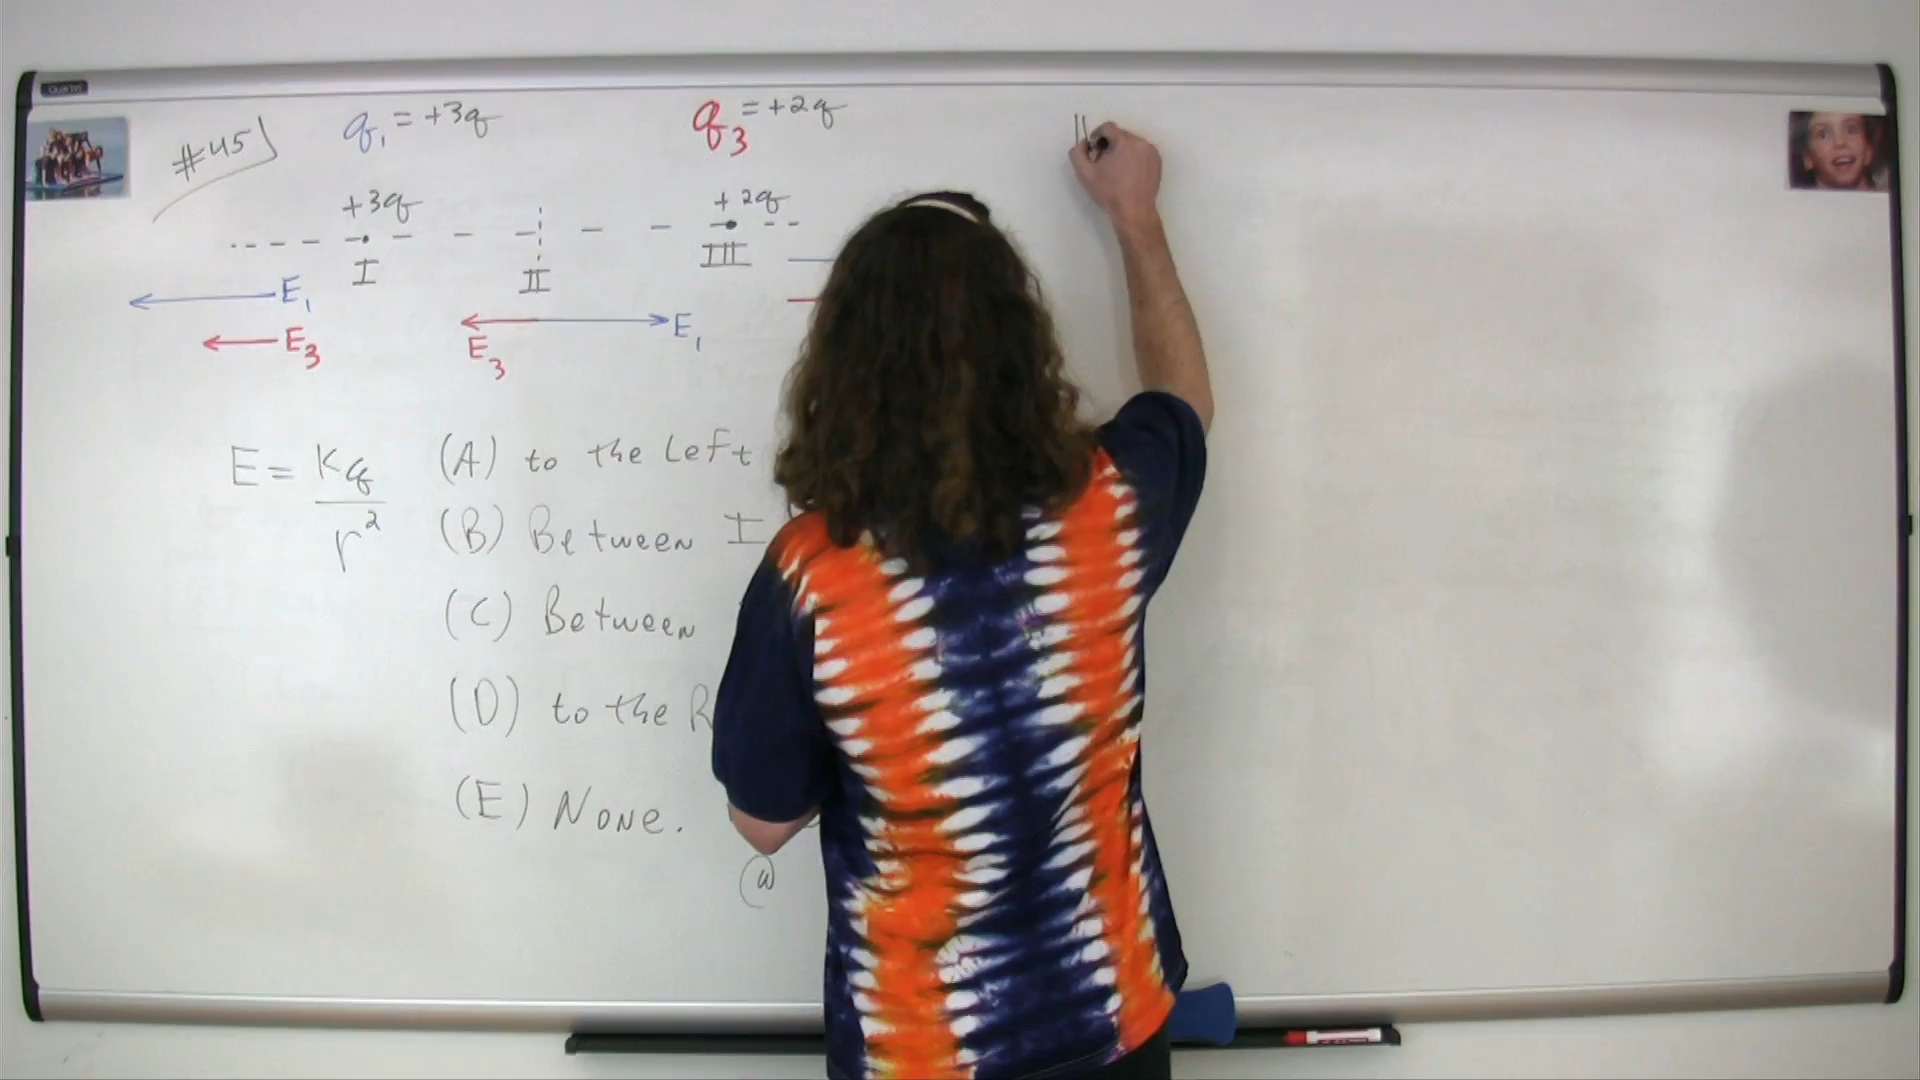 Quartet
#45
q₁ = +3q
q₃ = +2q
+3q
+2q
I
II
III
E₁
E₃
E₃
E₁
E = kq / r²
(A) to the Left
(B) Between I
(C) Between
(D) to the R
(E) None.
@